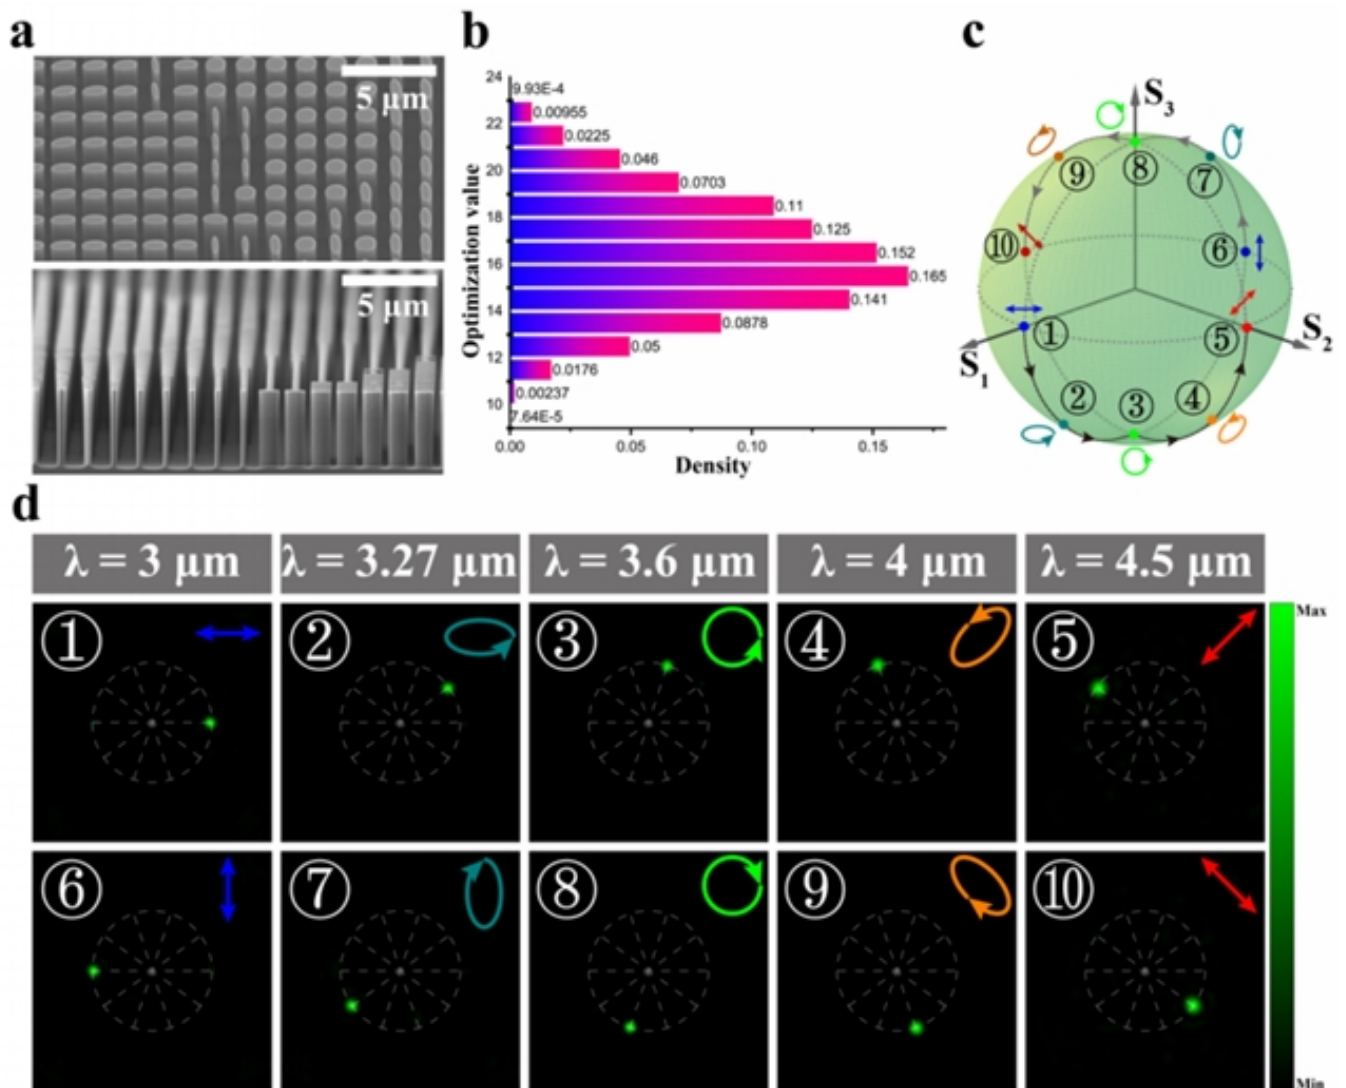 a
5 μm
5 μm
b
Optimization value
24
22
20
18
16
14
12
10
9.93E-4
0.00955
0.0225
0.046
0.0703
0.11
0.125
0.152
0.165
0.141
0.0878
0.05
0.0176
0.00237
7.64E-5
0.00
0.05
0.10
0.15
Density
c
S3
S1
S2
⑧
⑨
⑦
⑩
⑥
①
⑤
②
③
④
d
λ = 3 μm
λ = 3.27 μm
λ = 3.6 μm
λ = 4 μm
λ = 4.5 μm
①
②
③
④
⑤
Max
⑥
⑦
⑧
⑨
⑩
Min